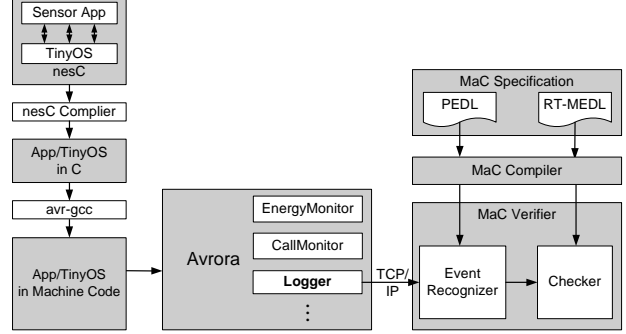 Sensor App
TinyOS
nesC
nesC Complier
App/TinyOS
in C
avr-gcc
App/TinyOS
in Machine Code
Avrora
EnergyMonitor
CallMonitor
Logger
⋮
TCP/
IP
MaC Specification
PEDL
RT-MEDL
MaC Compiler
MaC Verifier
Event
Recognizer
Checker